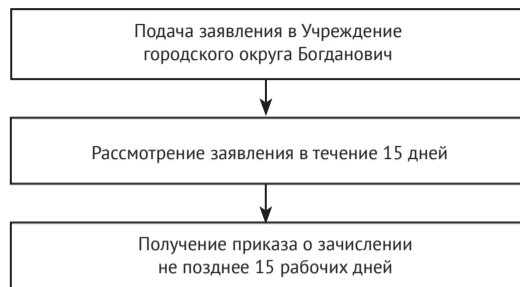 Подача заявления в Учреждение
городского округа Богданович
Рассмотрение заявления в течение 15 дней
Получение приказа о зачислении
не позднее 15 рабочих дней